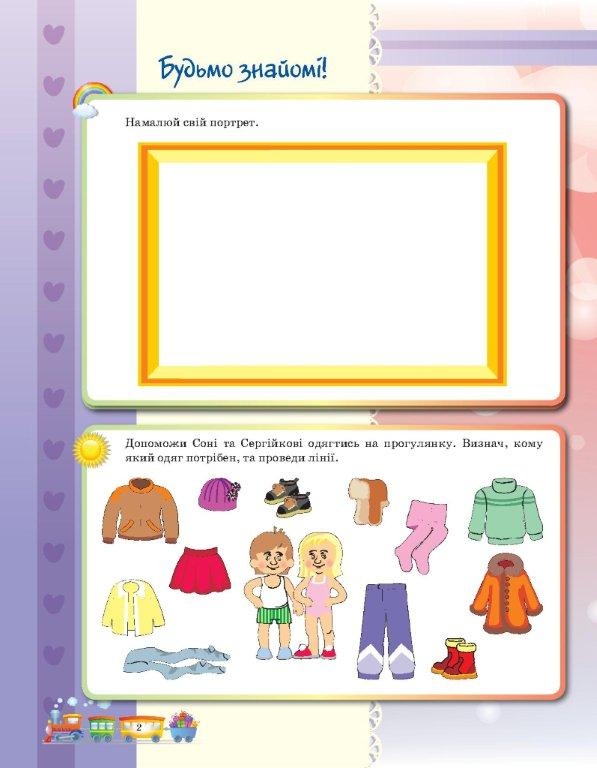 Будьмо знайомі!
Намалюй свій портрет.
Допоможи Соні та Сергійкові одягтись на прогулянку. Визнач, кому
який одяг потрібен, та проведи лінії.
2